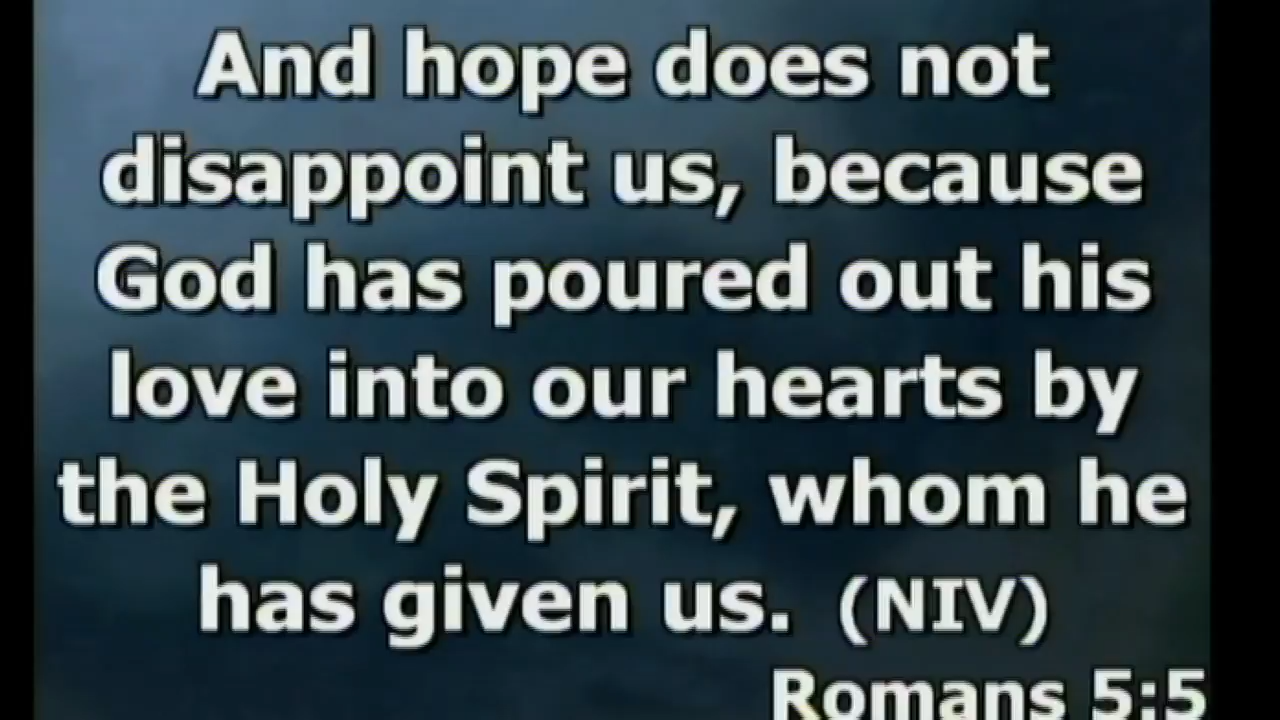 And hope does not
disappoint us, because
God has poured out his
love into our hearts by
the Holy Spirit, whom he
has given us. (NIV)
Romans 5:5